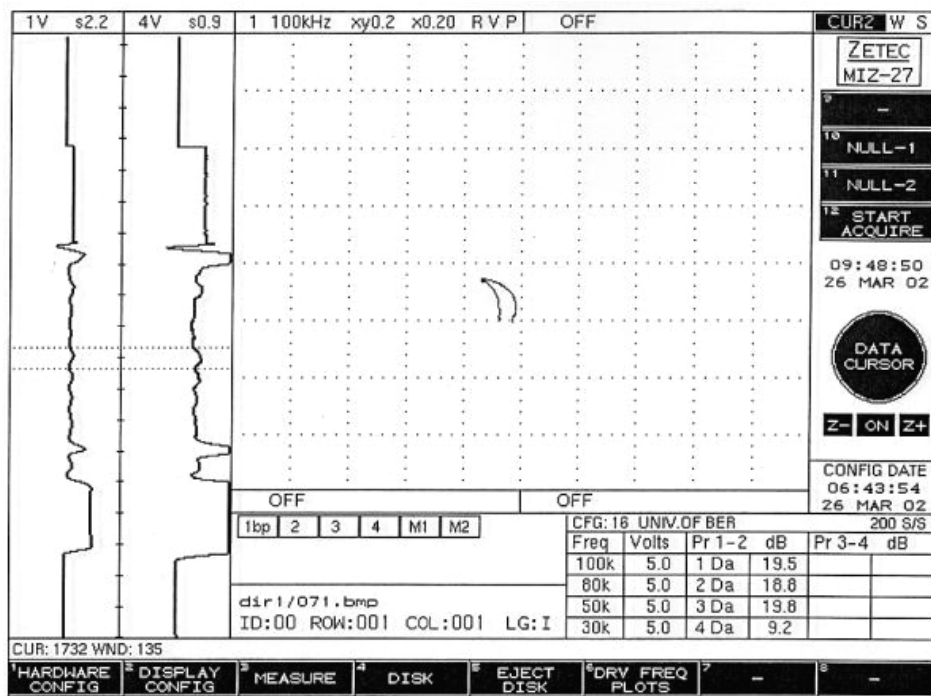 1V s2.2 4V s0.9 1 100kHz xy0.2 x0.20 R V P OFF CUR2 W S
ZETEC
MIZ-27
9 -
10 NULL-1
11 NULL-2
12 START
ACQUIRE
09:48:50
26 MAR 02
DATA
CURSOR
Z- ON Z+
CONFIG DATE
06:43:54
26 MAR 02
OFF OFF
1bp 2 3 4 M1 M2
CFG: 16 UNIV.OF BER 200 S/S
Freq Volts Pr 1-2 dB Pr 3-4 dB
100k 5.0 1 Da 19.5
80k 5.0 2 Da 18.8
50k 5.0 3 Da 19.8
30k 5.0 4 Da 9.2
dir1/071.bmp
ID:00 ROW:001 COL:001 LG:I
CUR: 1732 WND: 135
1 HARDWARE
CONFIG
2 DISPLAY
CONFIG
3 MEASURE
4 DISK
5 EJECT
DISK
6 DRV FREQ
PLOTS
7 -
8 -